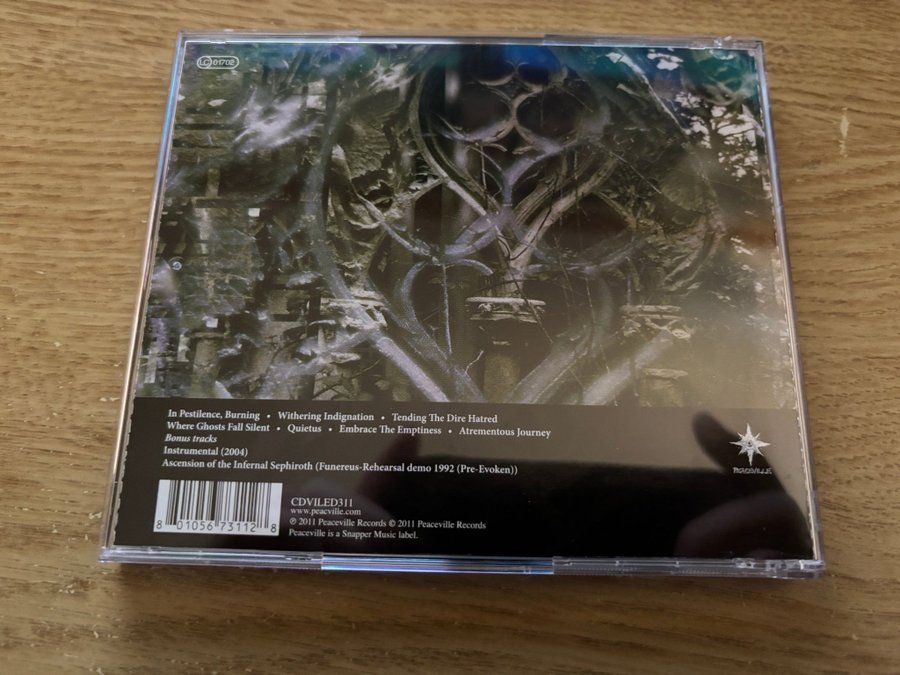 LC 01702
In Pestilence, Burning • Withering Indignation • Tending The Dire Hatred
Where Ghosts Fall Silent • Quietus • Embrace The Emptiness • Atrementous Journey
Bonus tracks
Instrumental (2004)
Ascension of the Infernal Sephiroth (Funereus-Rehearsal demo 1992 (Pre-Evoken))
PEACEVILLE
8 01056 73112 8
CDVILED311
www.peacville.com
℗ 2011 Peaceville Records © 2011 Peaceville Records
Peaceville is a Snapper Music label.